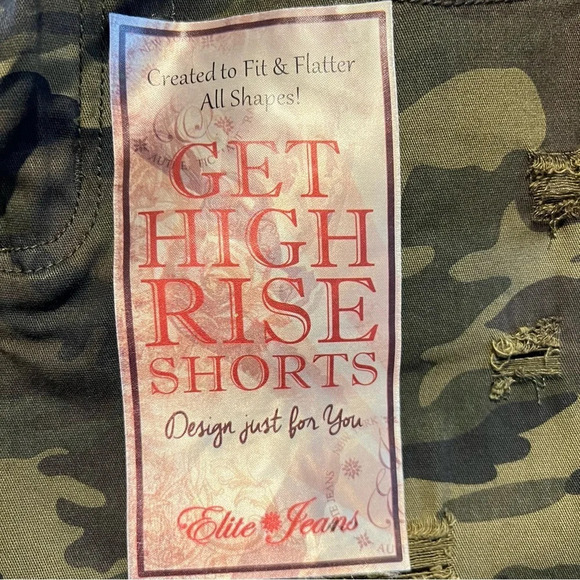 Created to Fit & Flatter
All Shapes!
GET
HIGH
RISE
SHORTS
Design just for You
Elite Jeans